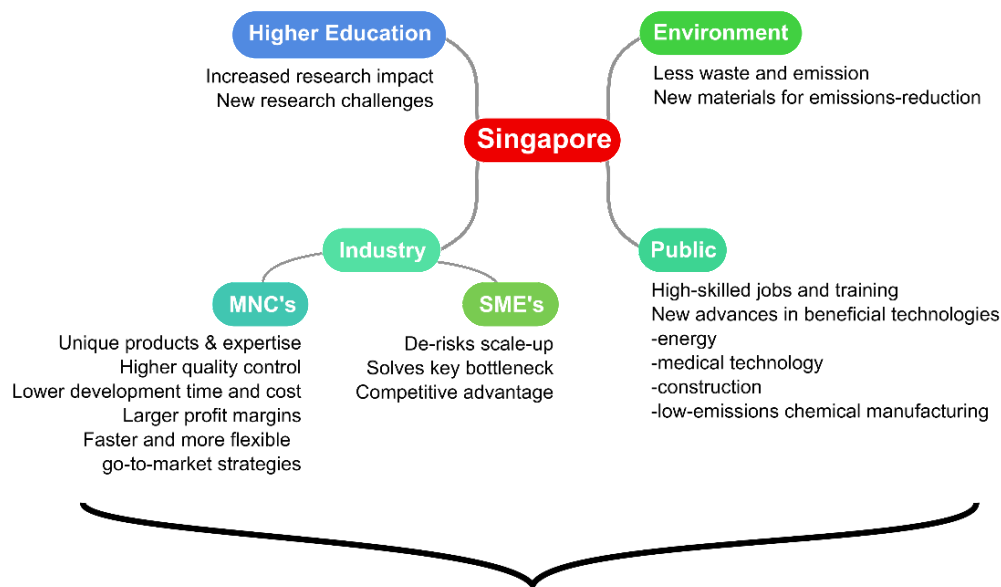 Higher Education
Increased research impact
New research challenges
Environment
Less waste and emission
New materials for emissions-reduction
Singapore
Industry
MNC's
Unique products & expertise
Higher quality control
Lower development time and cost
Larger profit margins
Faster and more flexible
go-to-market strategies
SME's
De-risks scale-up
Solves key bottleneck
Competitive advantage
Public
High-skilled jobs and training
New advances in beneficial technologies
-energy
-medical technology
-construction
-low-emissions chemical manufacturing